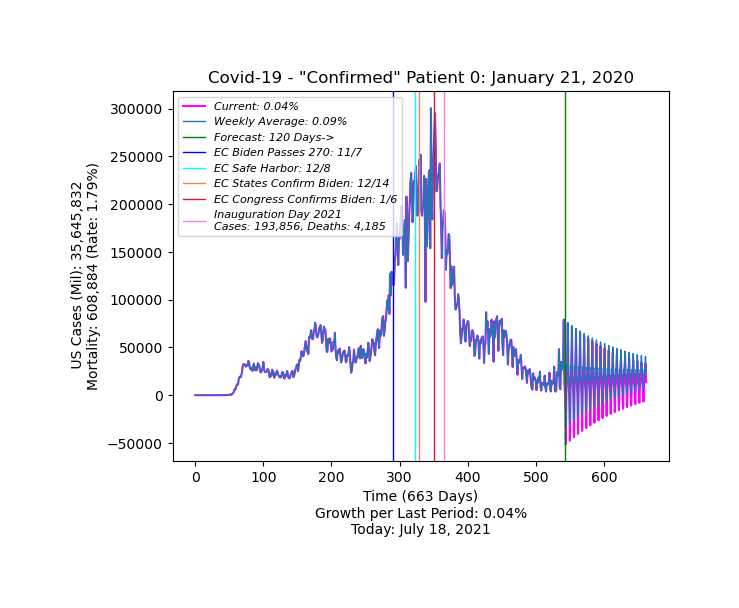 Covid-19 - "Confirmed" Patient 0: January 21, 2020
US Cases (Mil): 35,645,832
Mortality: 608,884 (Rate: 1.79%)
300000
250000
200000
150000
100000
50000
0
−50000
Current: 0.04%
Weekly Average: 0.09%
Forecast: 120 Days->
EC Biden Passes 270: 11/7
EC Safe Harbor: 12/8
EC States Confirm Biden: 12/14
EC Congress Confirms Biden: 1/6
Inauguration Day 2021
Cases: 193,856, Deaths: 4,185
0 100 200 300 400 500 600
Time (663 Days)
Growth per Last Period: 0.04%
Today: July 18, 2021